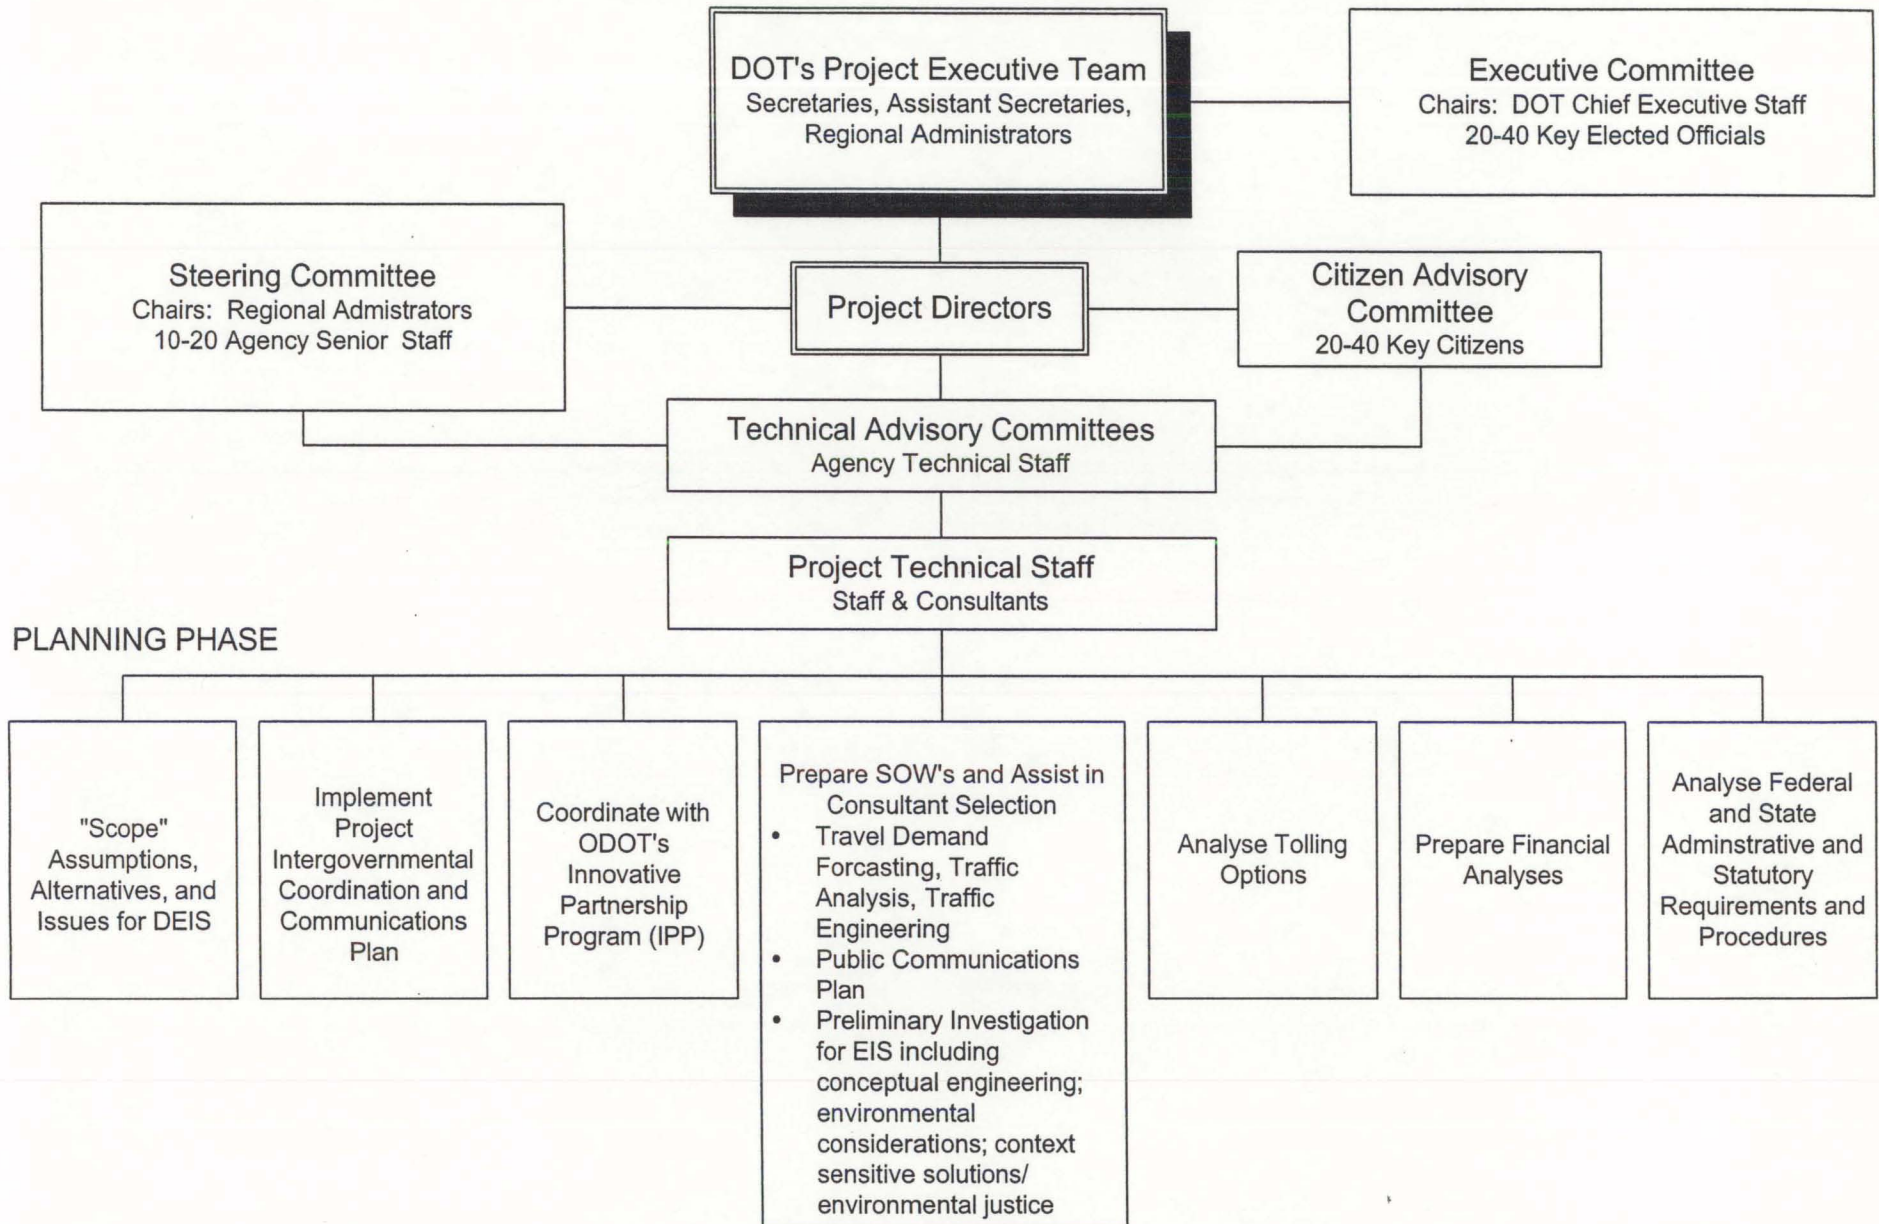 DOT's Project Executive Team
Secretaries, Assistant Secretaries,
Regional Administrators
Executive Committee
Chairs: DOT Chief Executive Staff
20-40 Key Elected Officials
Steering Committee
Chairs: Regional Admistrators
10-20 Agency Senior Staff
Project Directors
Citizen Advisory
Committee
20-40 Key Citizens
Technical Advisory Committees
Agency Technical Staff
Project Technical Staff
Staff & Consultants
PLANNING PHASE
"Scope"
Assumptions,
Alternatives, and
Issues for DEIS
Implement
Project
Intergovernmental
Coordination and
Communications
Plan
Coordinate with
ODOT's
Innovative
Partnership
Program (IPP)
Prepare SOW's and Assist in
Consultant Selection
• Travel Demand
Forcasting, Traffic
Analysis, Traffic
Engineering
• Public Communications
Plan
• Preliminary Investigation
for EIS including
conceptual engineering;
environmental
considerations; context
sensitive solutions/
environmental justice
Analyse Tolling
Options
Prepare Financial
Analyses
Analyse Federal
and State
Adminstrative and
Statutory
Requirements and
Procedures